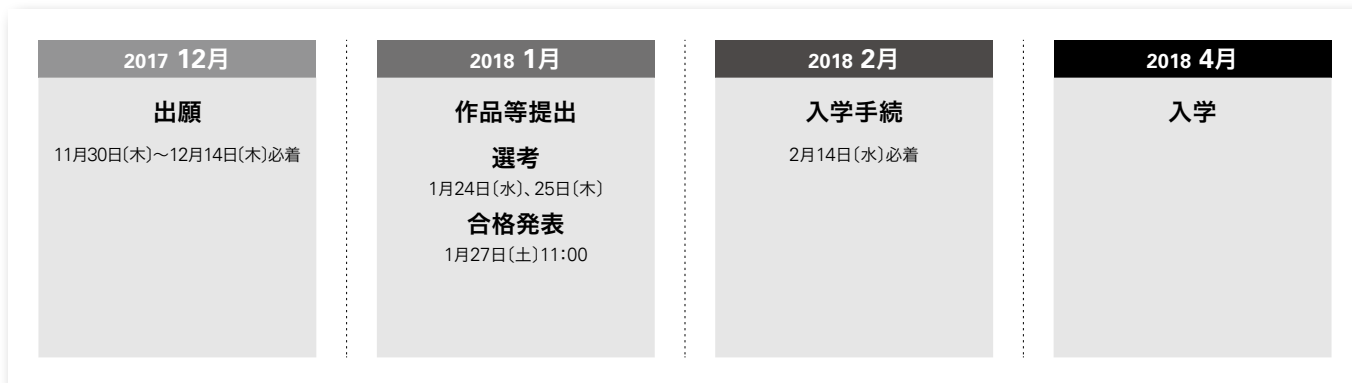 2017 12月
出願
11月30日〔木〕～12月14日〔木〕必着
2018 1月
作品等提出
選考
1月24日〔水〕、25日〔木〕
合格発表
1月27日〔土〕11：00
2018 2月
入学手続
2月14日〔水〕必着
2018 4月
入学